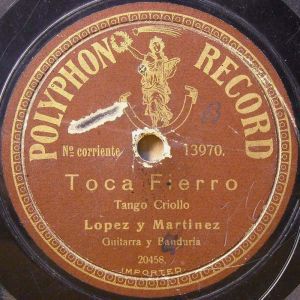 POLYPHON RECORD
Nº corriente 13970.
Toca Fierro
Tango Criollo
Lopez y Martinez
Guitarra y Banduria
20458.
IMPORTED